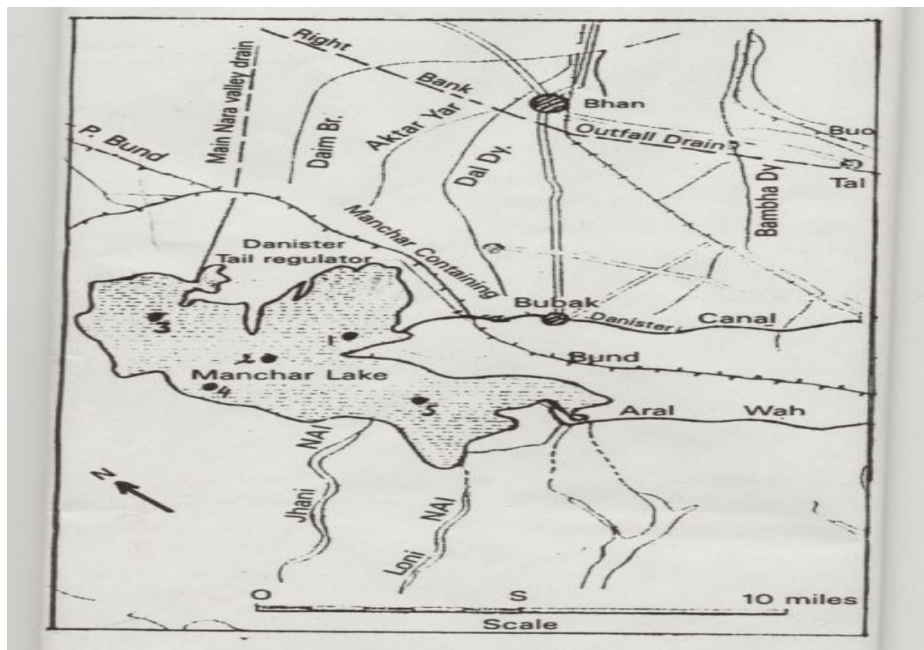 Right
Bank
Outfall Drain
Bhan
Buo
Tal
Main Nara valley drain
Daim Br.
Aktar Yar
Dal Dy.
Bambha Dy
P. Bund
Manchar Containing
Danister
Tail regulator
Bubak
Danister
Canal
Bund
3
1
2
Manchar Lake
4
5
Aral Wah
N
NAI
Jhani
NAI
Loni
O
S
10 miles
Scale